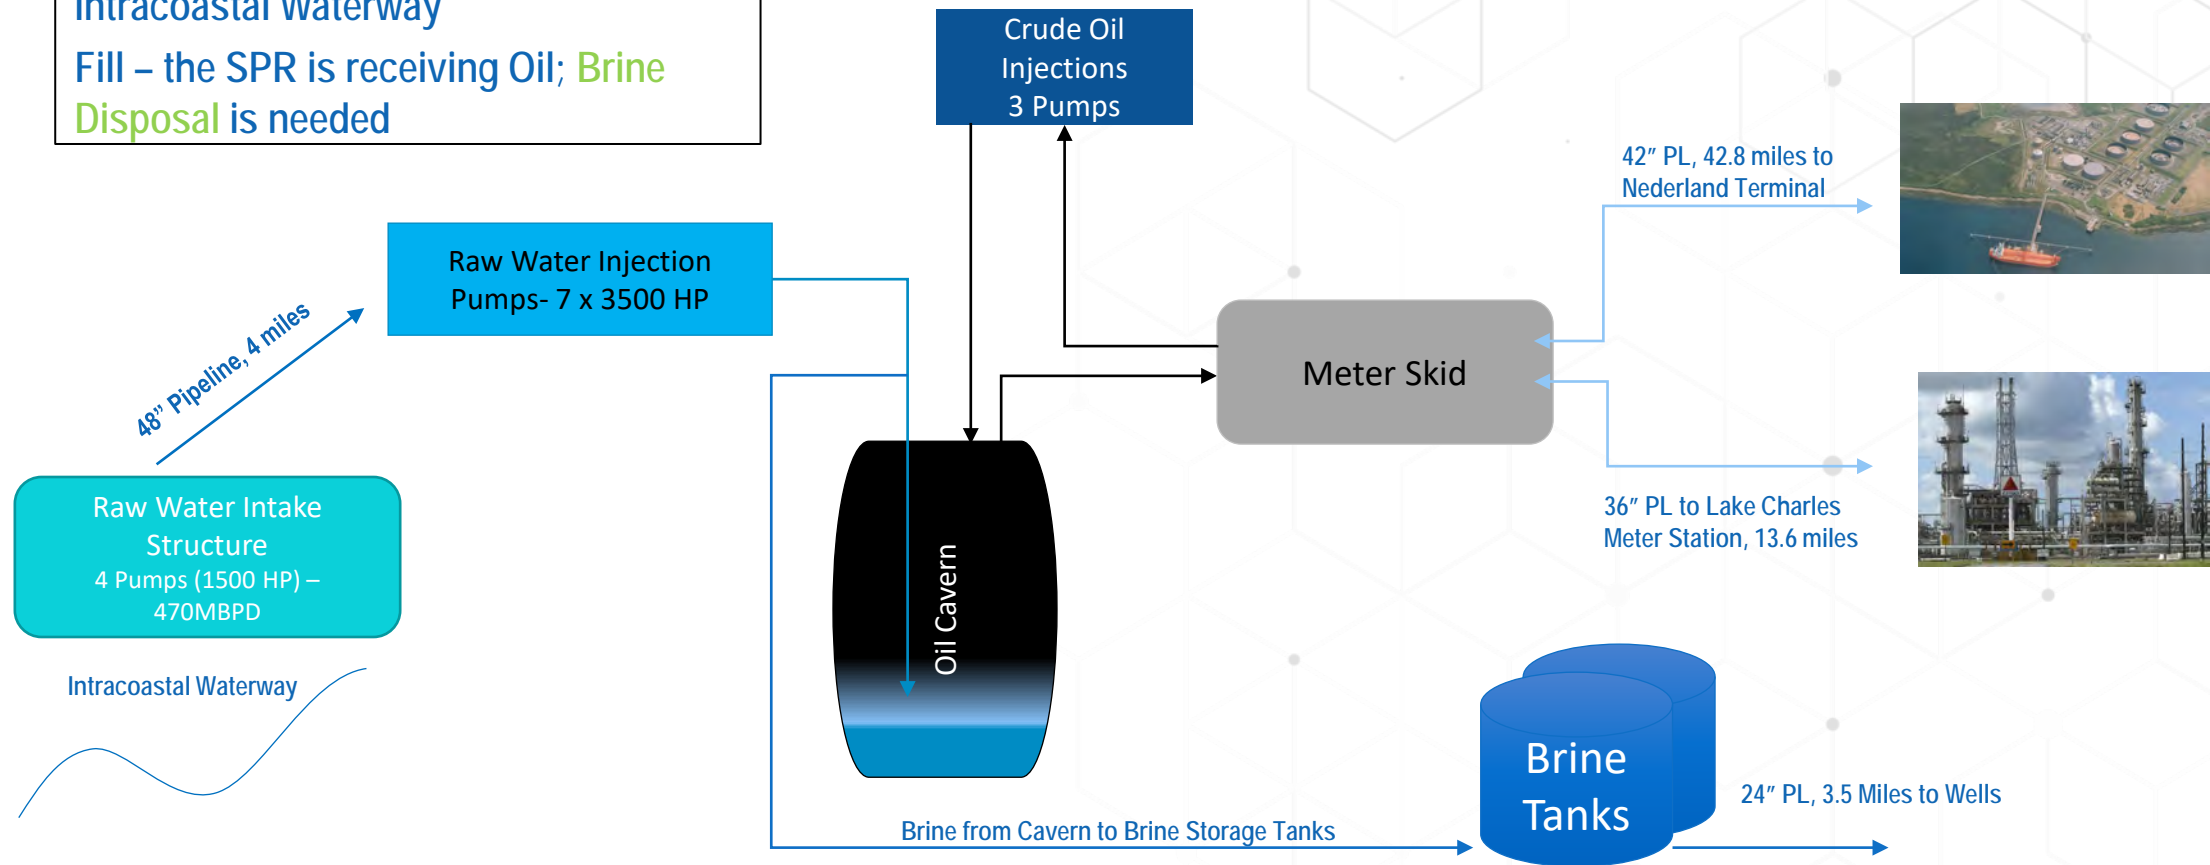 Intracoastal Waterway
Fill – the SPR is receiving Oil; Brine
Disposal is needed
Crude Oil
Injections
3 Pumps
42” PL, 42.8 miles to
Nederland Terminal
Raw Water Injection
Pumps- 7 x 3500 HP
48” Pipeline, 4 miles
Meter Skid
Raw Water Intake
Structure
4 Pumps (1500 HP) –
470MBPD
36” PL to Lake Charles
Meter Station, 13.6 miles
Oil Cavern
Intracoastal Waterway
Brine
Tanks
24” PL, 3.5 Miles to Wells
Brine from Cavern to Brine Storage Tanks